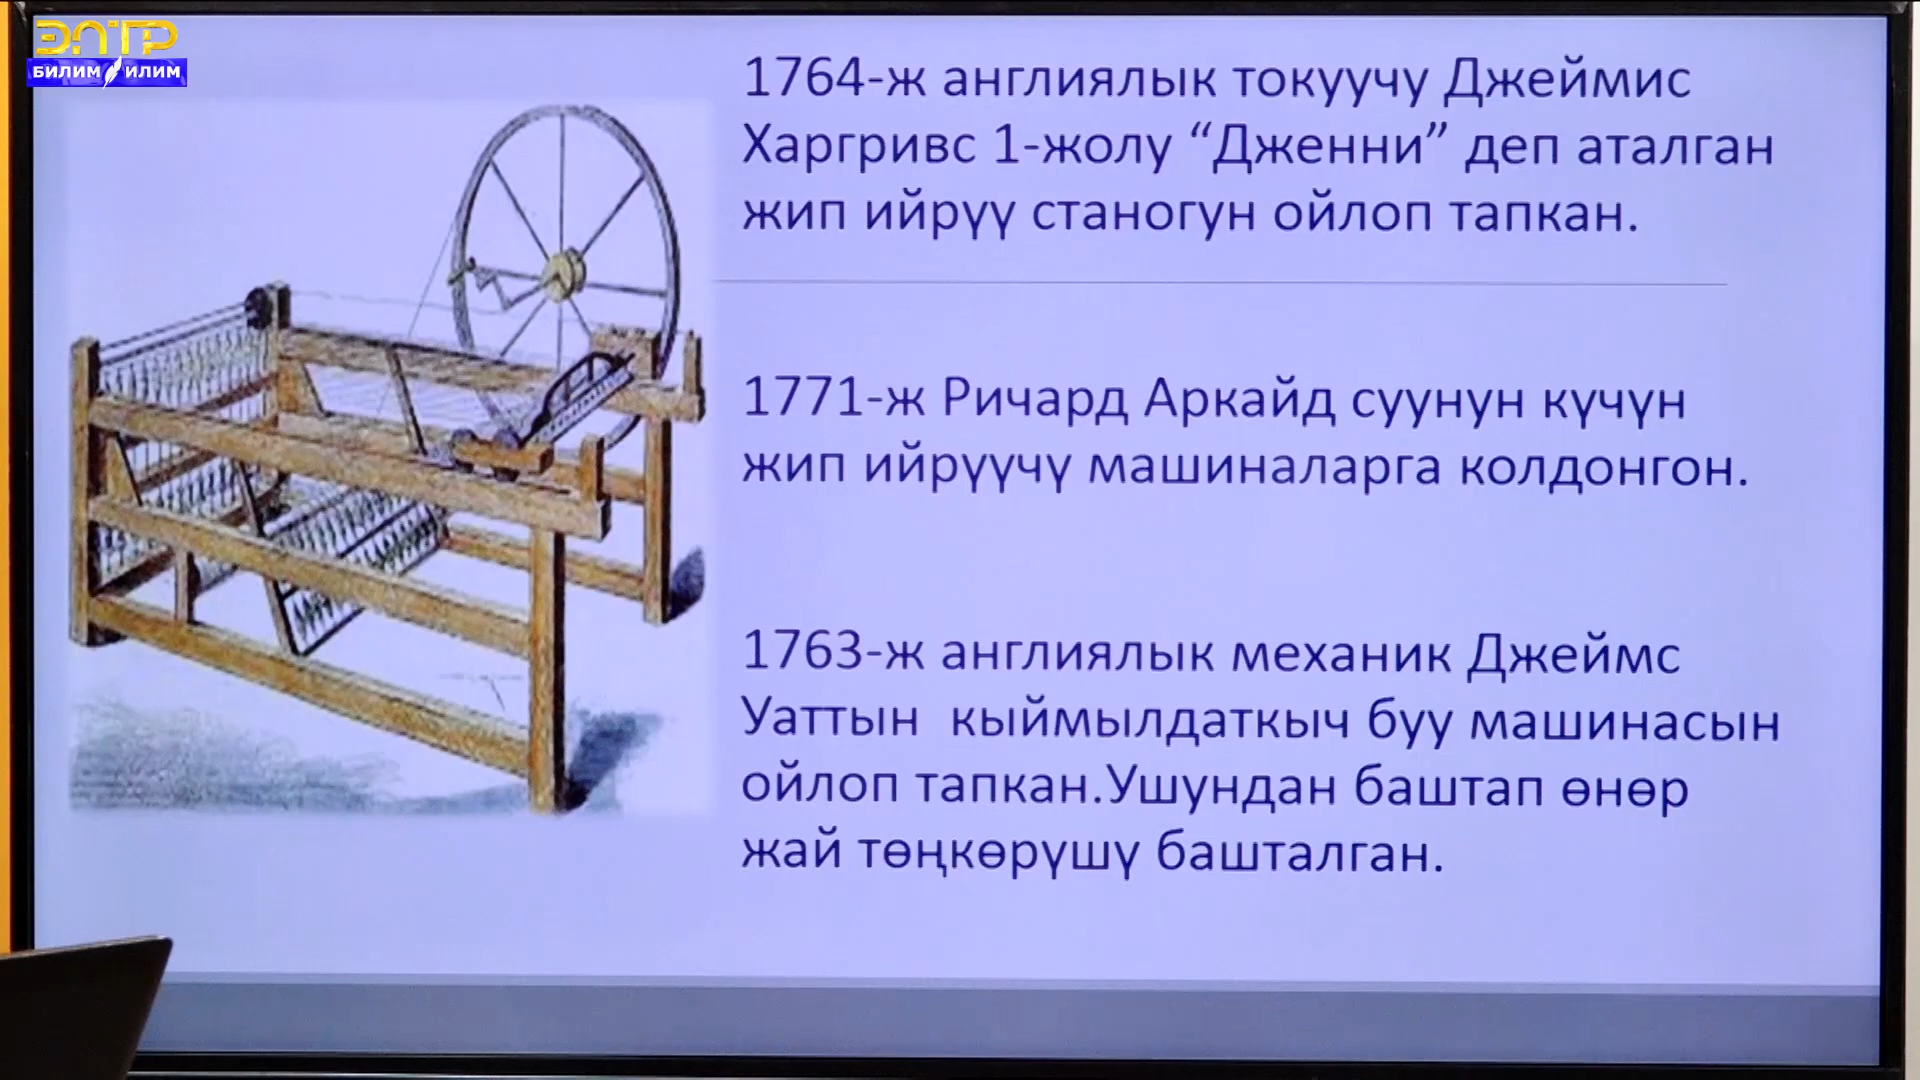 ЭЛТР
БИЛИМ ИЛИМ
1764-ж англиялык токуучу Джеймис
Харгривс 1-жолу “Дженни” деп аталган
жип ийрүү станогун ойлоп тапкан.
1771-ж Ричард Аркайд суунун күчүн
жип ийрүүчү машиналарга колдонгон.
1763-ж англиялык механик Джеймс
Уаттын кыймылдаткыч буу машинасын
ойлоп тапкан.Ушундан баштап өнөр
жай төңкөрүшү башталган.